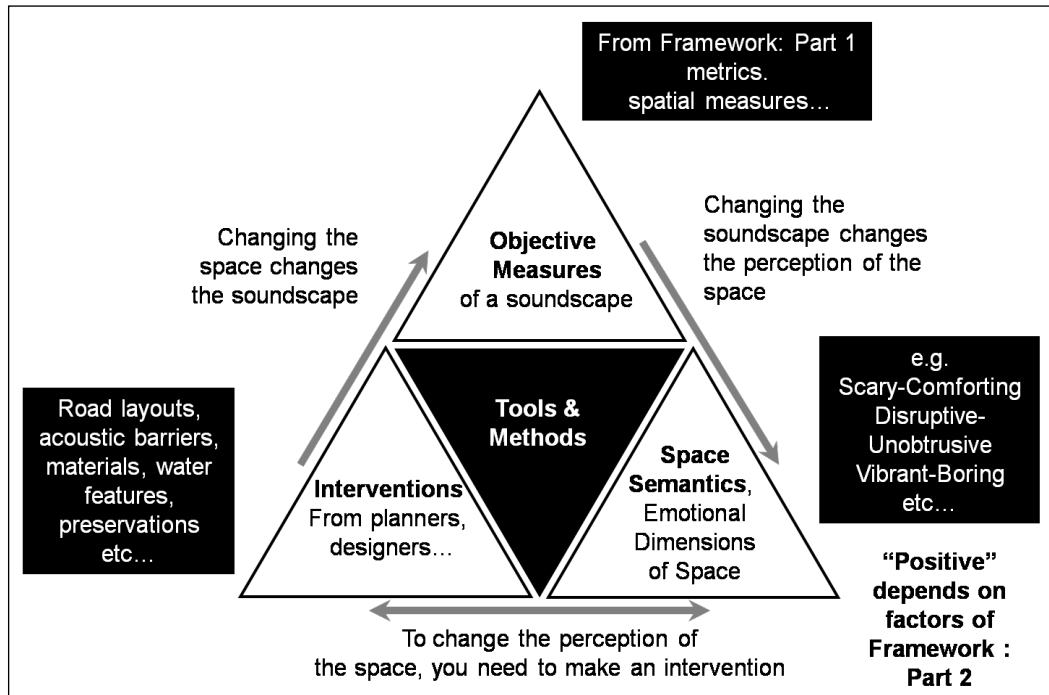 From Framework: Part 1
metrics.
spatial measures…
Changing the
space changes
the soundscape
Objective
Measures
of a soundscape
Changing the
soundscape changes
the perception of the
space
Road layouts,
acoustic barriers,
materials, water
features,
preservations
etc…
Interventions
From planners,
designers…
Tools &
Methods
Space
Semantics,
Emotional
Dimensions
of Space
e.g.
Scary-Comforting
Disruptive-
Unobtrusive
Vibrant-Boring
etc…
“Positive”
depends on
factors of
Framework :
Part 2
To change the perception of
the space, you need to make an intervention